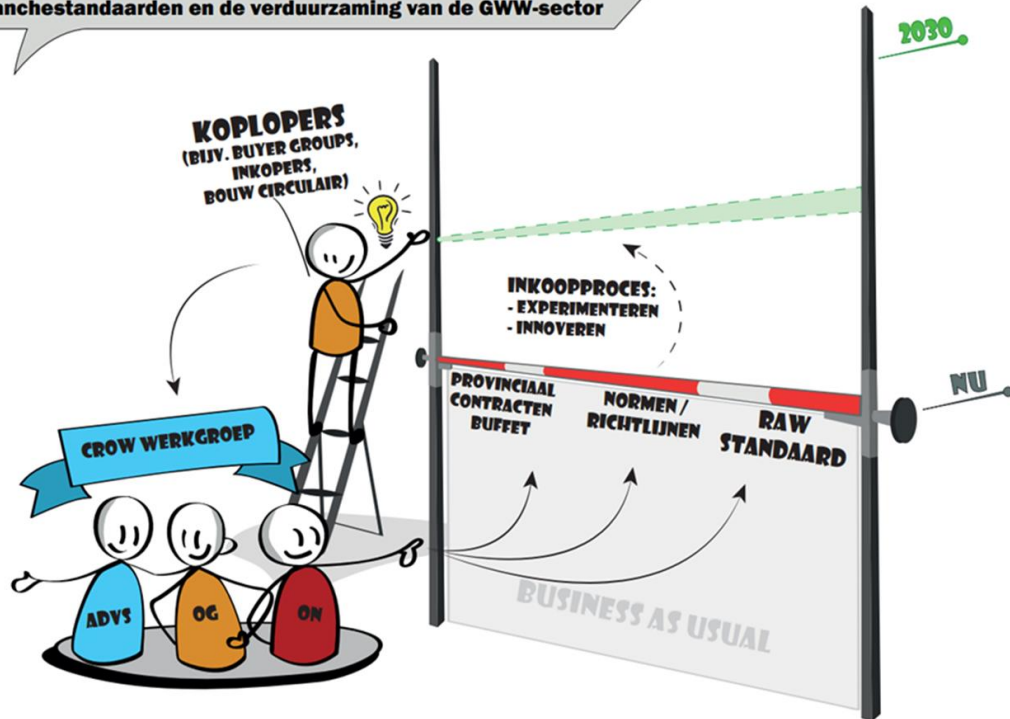 en de verduurzaming van de GWW-sector
2030
KOPLOPERS
(BIJV. BUYER GROUPS,
INKOPERS,
BOUW CIRCULAIR)
INKOOPPROCES:
- EXPERIMENTEREN
- INNOVEREN
NU
PROVINCIAAL
CONTRACTEN
BUFFET
NORMEN /
RICHTLIJNEN
RAW
STANDAARD
CROW WERKGROEP
ADVS
OG
ON
BUSINESS AS USUAL